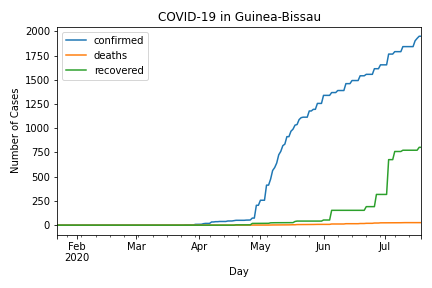 COVID-19 in Guinea-Bissau
confirmed
deaths
recovered
2000
1750
1500
1250
1000
750
500
250
0
Number of Cases
Feb Mar Apr May Jun Jul
2020
Day